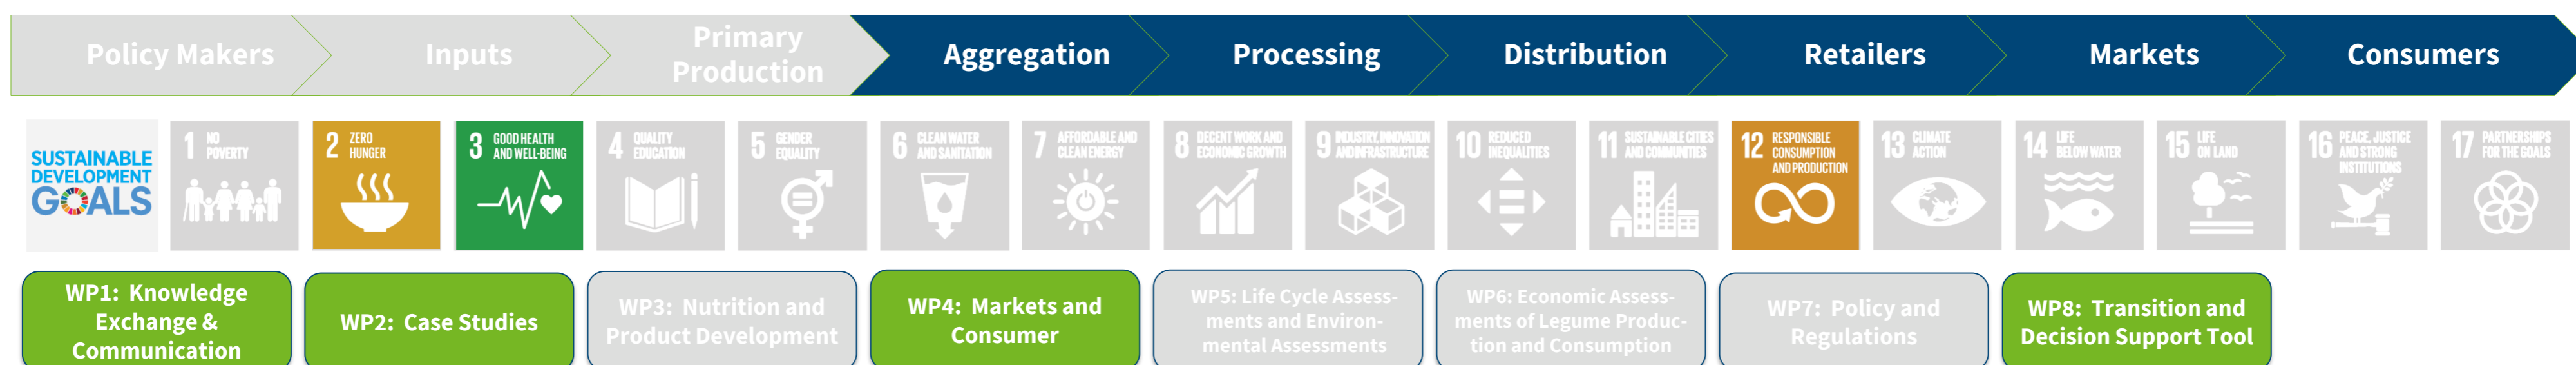 Policy Makers
Inputs
Primary
Production
Aggregation
Processing
Distribution
Retailers
Markets
Consumers
SUSTAINABLE
DEVELOPMENT
GOALS
1 NO
POVERTY
2 ZERO
HUNGER
3 GOOD HEALTH
AND WELL-BEING
4 QUALITY
EDUCATION
5 GENDER
EQUALITY
6 CLEAN WATER
AND SANITATION
7 AFFORDABLE AND
CLEAN ENERGY
8 DECENT WORK AND
ECONOMIC GROWTH
9 INDUSTRY, INNOVATION
AND INFRASTRUCTURE
10 REDUCED
INEQUALITIES
11 SUSTAINABLE CITIES
AND COMMUNITIES
12 RESPONSIBLE
CONSUMPTION
AND PRODUCTION
13 CLIMATE
ACTION
14 LIFE
BELOW WATER
15 LIFE
ON LAND
16 PEACE, JUSTICE
AND STRONG
INSTITUTIONS
17 PARTNERSHIPS
FOR THE GOALS
WP1: Knowledge
Exchange &
Communication
WP2: Case Studies
WP3: Nutrition and
Product Development
WP4: Markets and
Consumer
WP5: Life Cycle Assess-
ments and Environ-
mental Assessments
WP6: Economic Assess-
ments of Legume Produc-
tion and Consumption
WP7: Policy and
Regulations
WP8: Transition and
Decision Support Tool